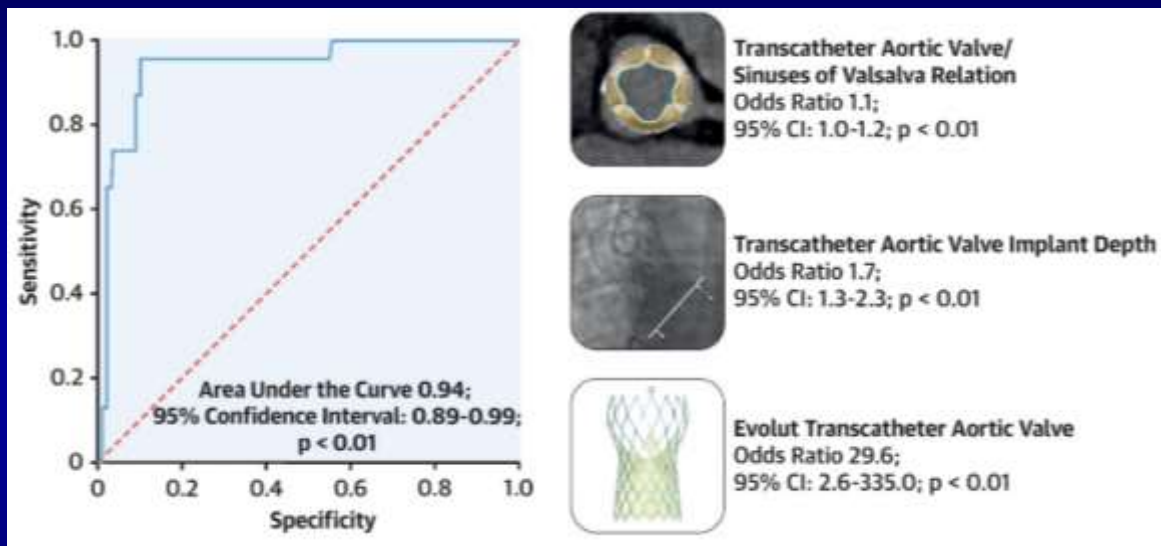 1.0
0.8
0.6
0.4
0.2
0
Sensitivity
Area Under the Curve 0.94;
95% Confidence Interval: 0.89-0.99;
p < 0.01
0
0.2
0.4
0.6
0.8
1.0
Specificity
Transcatheter Aortic Valve/
Sinuses of Valsalva Relation
Odds Ratio 1.1;
95% CI: 1.0-1.2; p < 0.01
Transcatheter Aortic Valve Implant Depth
Odds Ratio 1.7;
95% CI: 1.3-2.3; p < 0.01
Evolut Transcatheter Aortic Valve
Odds Ratio 29.6;
95% CI: 2.6-335.0; p < 0.01